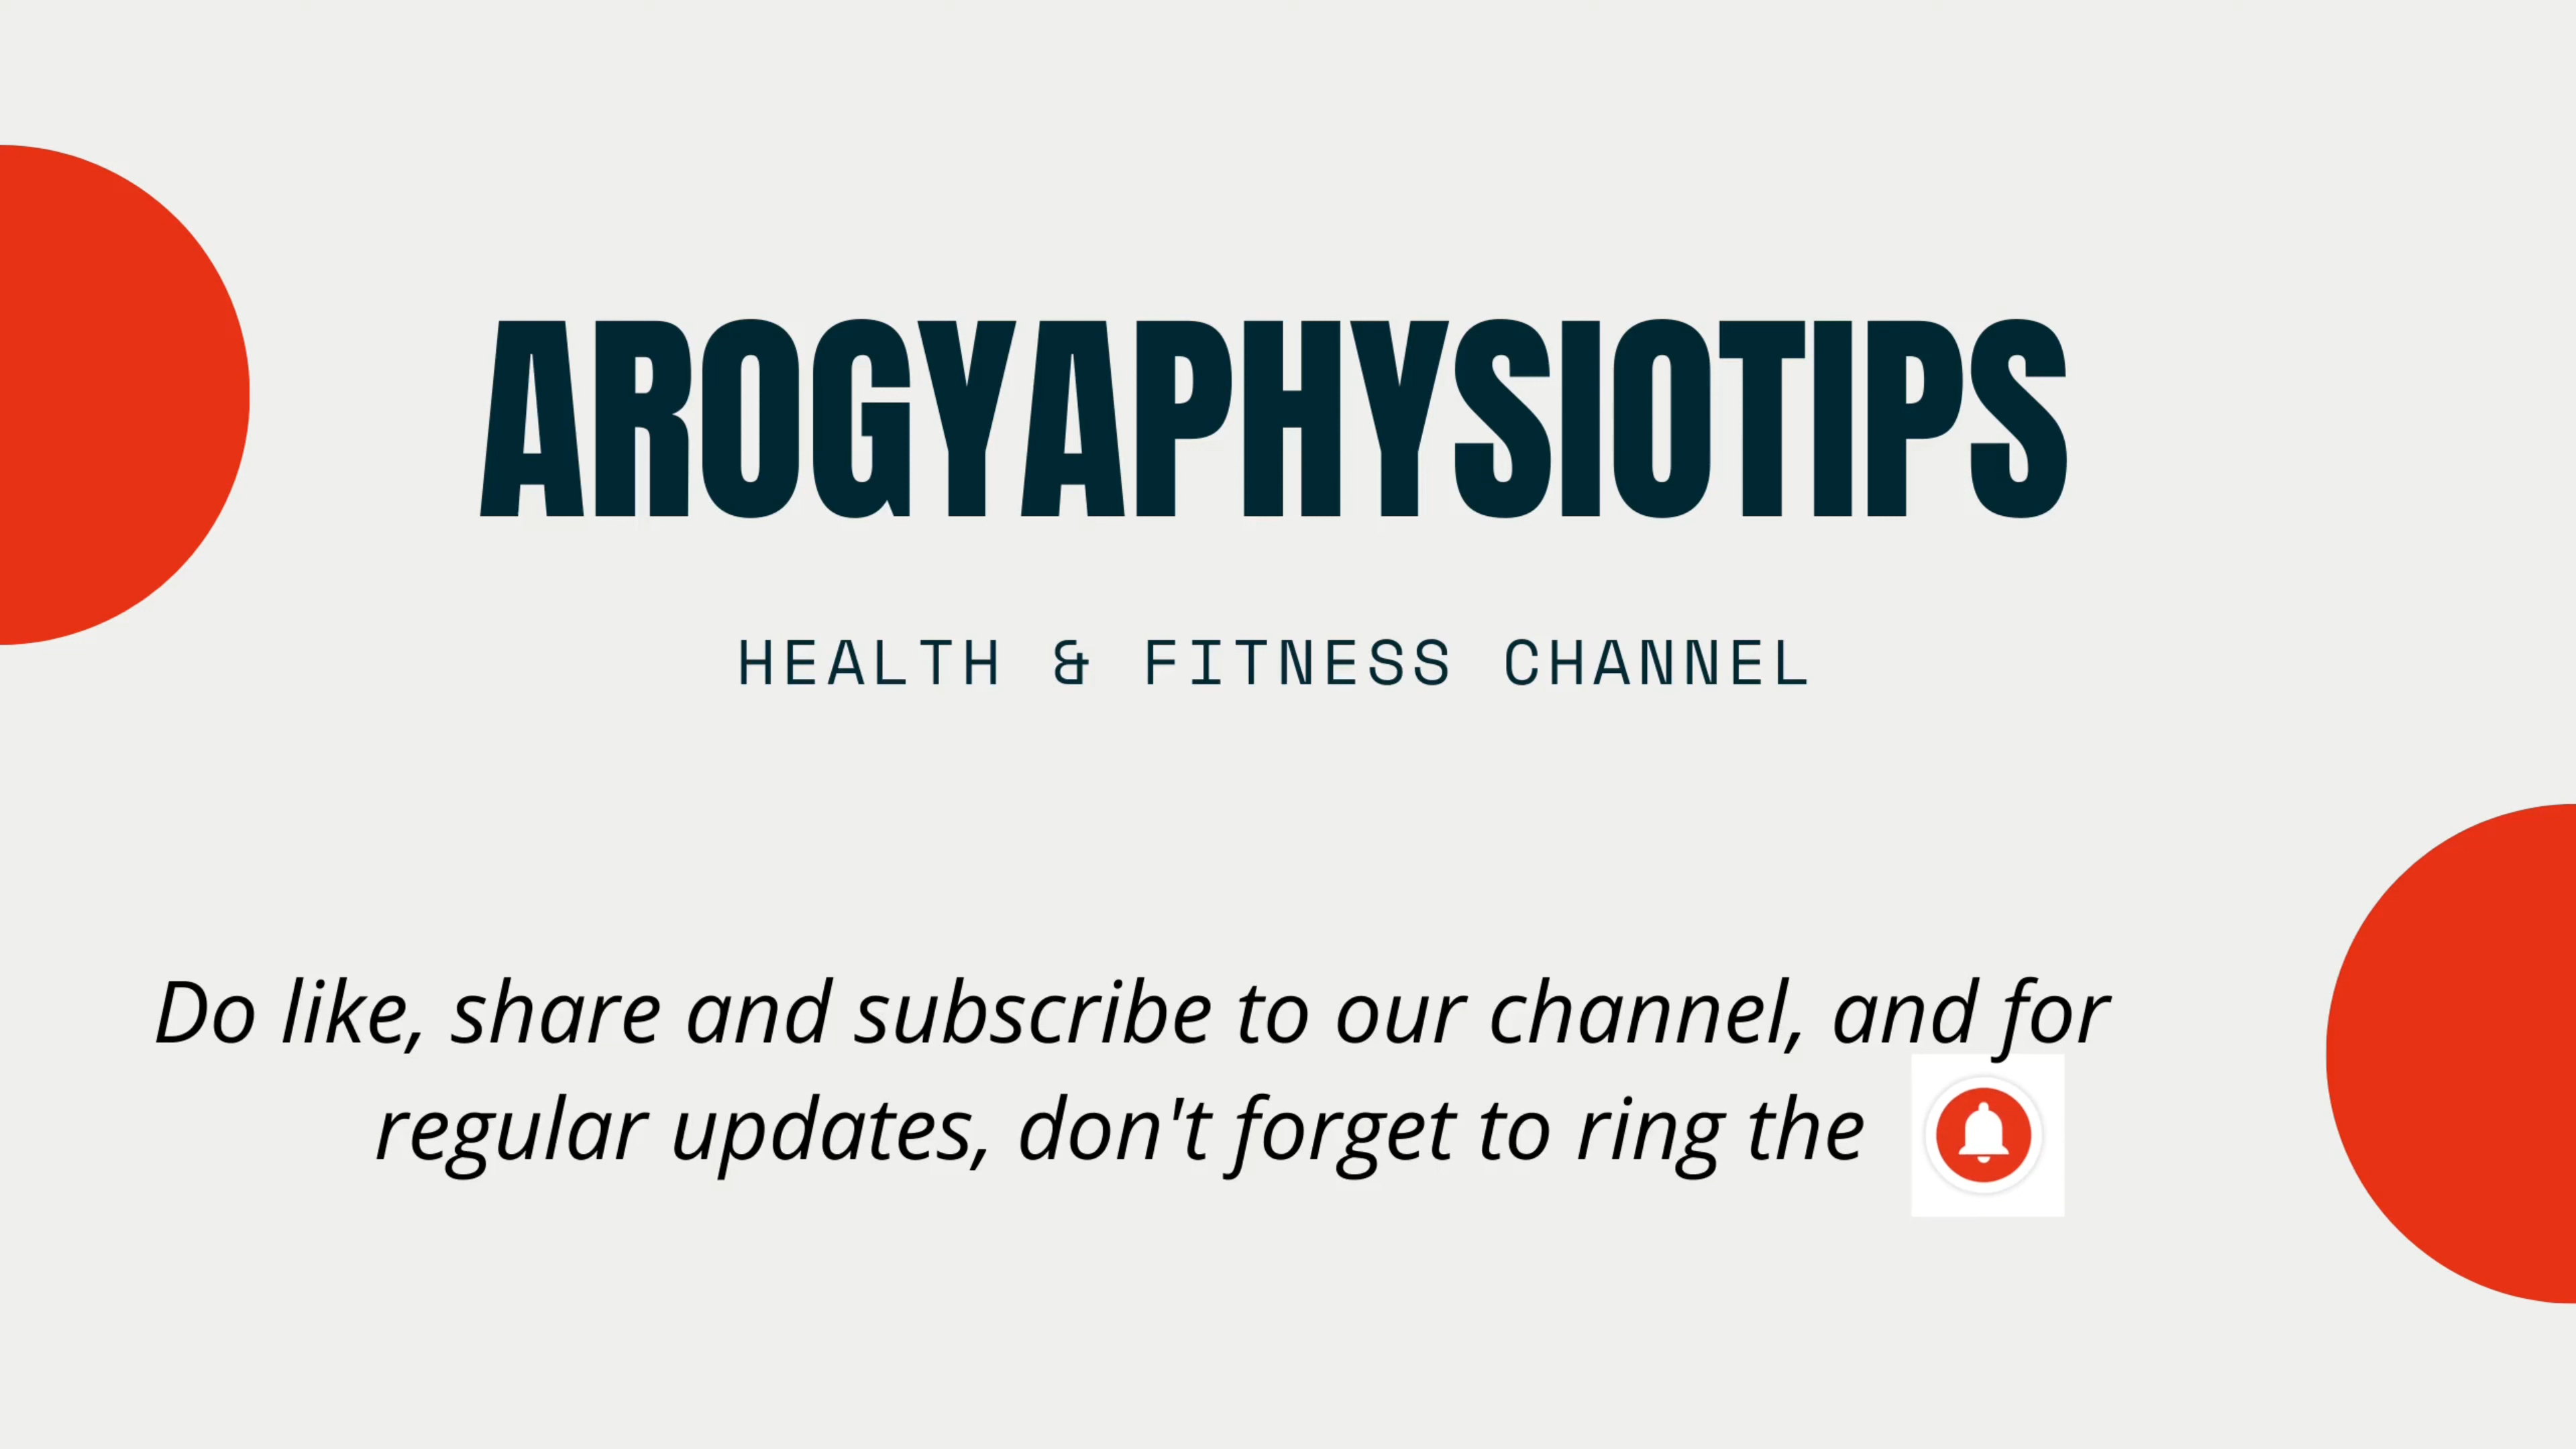 AROGYAPHYSIOTIPS
HEALTH & FITNESS CHANNEL
Do like, share and subscribe to our channel, and for
regular updates, don't forget to ring the